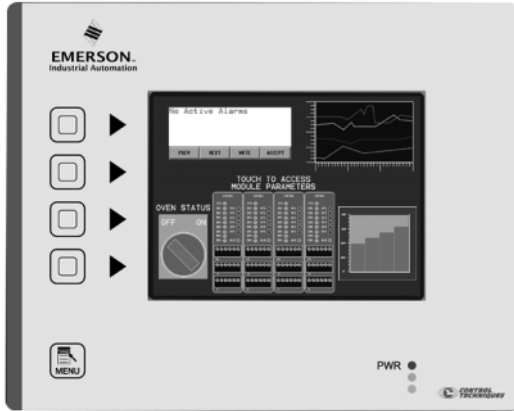 EMERSON
Industrial Automation
No Active Alarms
PREV NEXT MUTE ACCEPT
TOUCH TO ACCESS
MODULE PARAMETERS
OVEN STATUS
OFF ON
MENU
PWR
CONTROL
TECHNIQUES